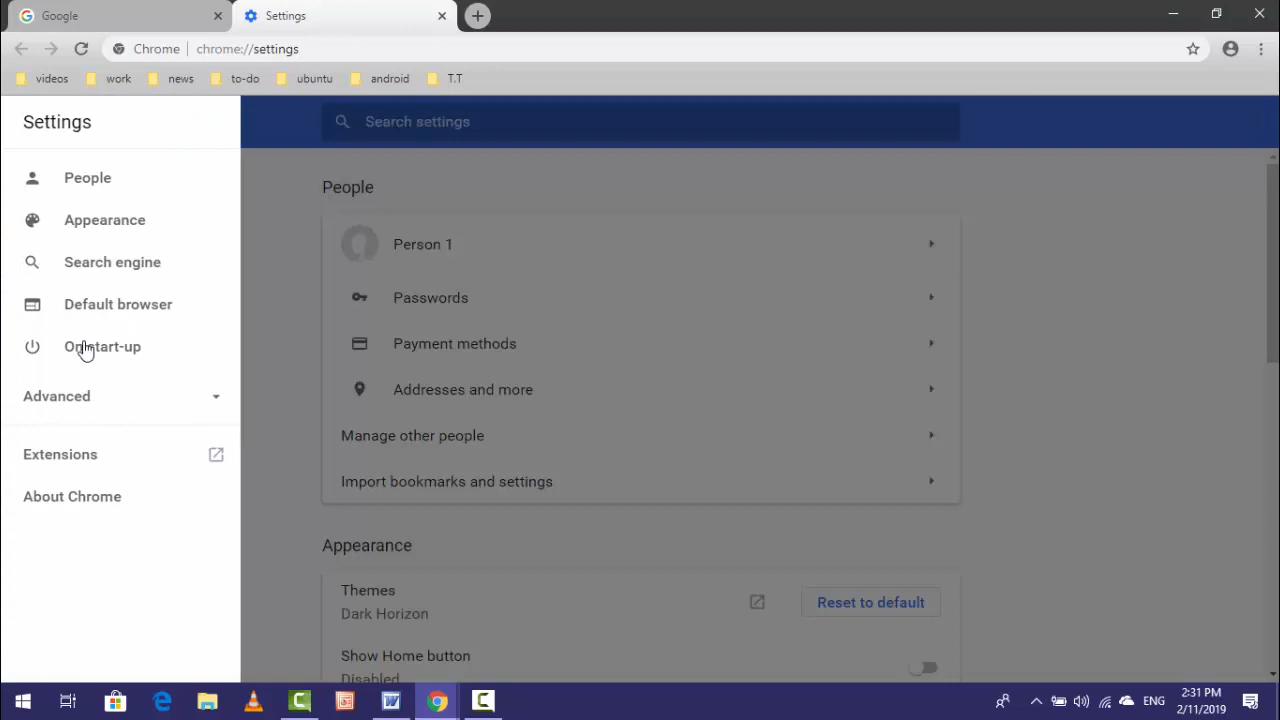 Google
Settings
Chrome
chrome://settings
videos
work
news
to-do
ubuntu
android
T.T
Settings
Search settings
People
Appearance
Search engine
Default browser
On start-up
Advanced
Extensions
About Chrome
People
Person 1
Passwords
Payment methods
Addresses and more
Manage other people
Import bookmarks and settings
Appearance
Themes
Dark Horizon
Reset to default
Show Home button
Disabled
ENG
2:31 PM
2/11/2019